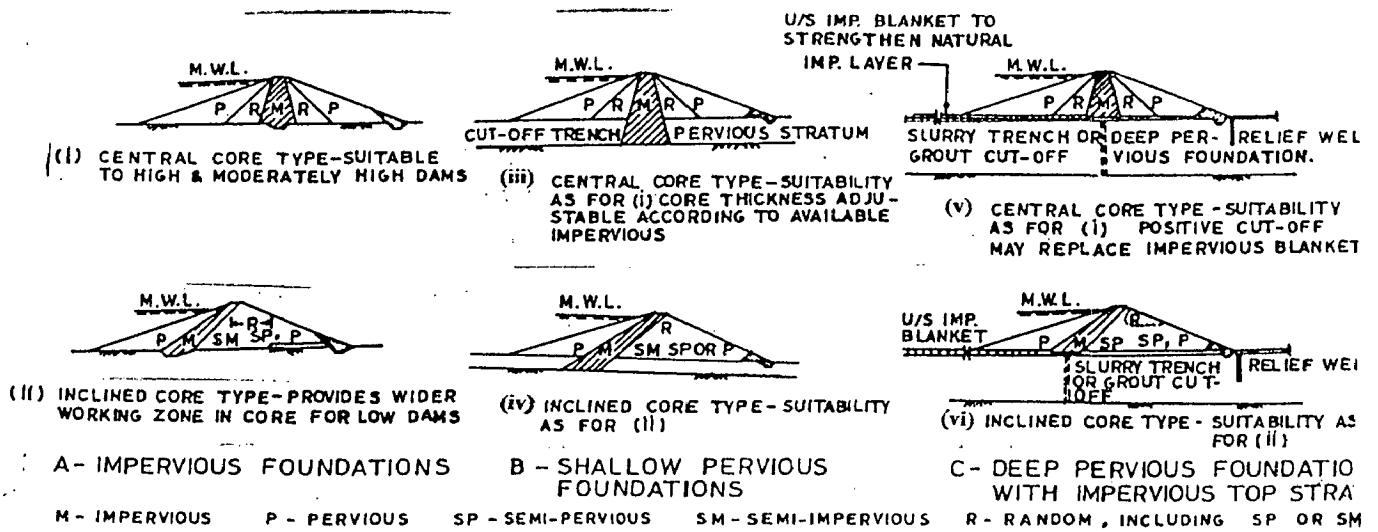 U/S IMP. BLANKET TO
STRENGTHEN NATURAL
IMP. LAYER
M.W.L.
P R M R P
(i) CENTRAL CORE TYPE-SUITABLE
TO HIGH & MODERATELY HIGH DAMS
M.W.L.
P R M R P
CUT-OFF TRENCH PERVIOUS STRATUM
(iii) CENTRAL CORE TYPE-SUITABILITY
AS FOR (i) CORE THICKNESS ADJU-
STABLE ACCORDING TO AVAILABLE
IMPERVIOUS
M.W.L.
P R M R P
SLURRY TRENCH OR DEEP PER- RELIEF WEL
GROUT CUT-OFF VIOUS FOUNDATION.
(v) CENTRAL CORE TYPE - SUITABILITY
AS FOR (i) POSITIVE CUT-OFF
MAY REPLACE IMPERVIOUS BLANKET
M.W.L.
R
P M SM SP, P
(ii) INCLINED CORE TYPE-PROVIDES WIDER
WORKING ZONE IN CORE FOR LOW DAMS
M.W.L.
R
P M SM SP OR P
(iv) INCLINED CORE TYPE-SUITABILITY
AS FOR (ii)
M.W.L.
U/S IMP.
BLANKET
R
P M SP SP, P
SLURRY TRENCH RELIEF WEL
OR GROUT CUT-
OFF
(vi) INCLINED CORE TYPE - SUITABILITY AS
FOR (ii)
A- IMPERVIOUS FOUNDATIONS
B - SHALLOW PERVIOUS
FOUNDATIONS
C- DEEP PERVIOUS FOUNDATIO
WITH IMPERVIOUS TOP STRA
M - IMPERVIOUS P - PERVIOUS SP - SEMI-PERVIOUS SM - SEMI-IMPERVIOUS R - RANDOM, INCLUDING SP OR SM